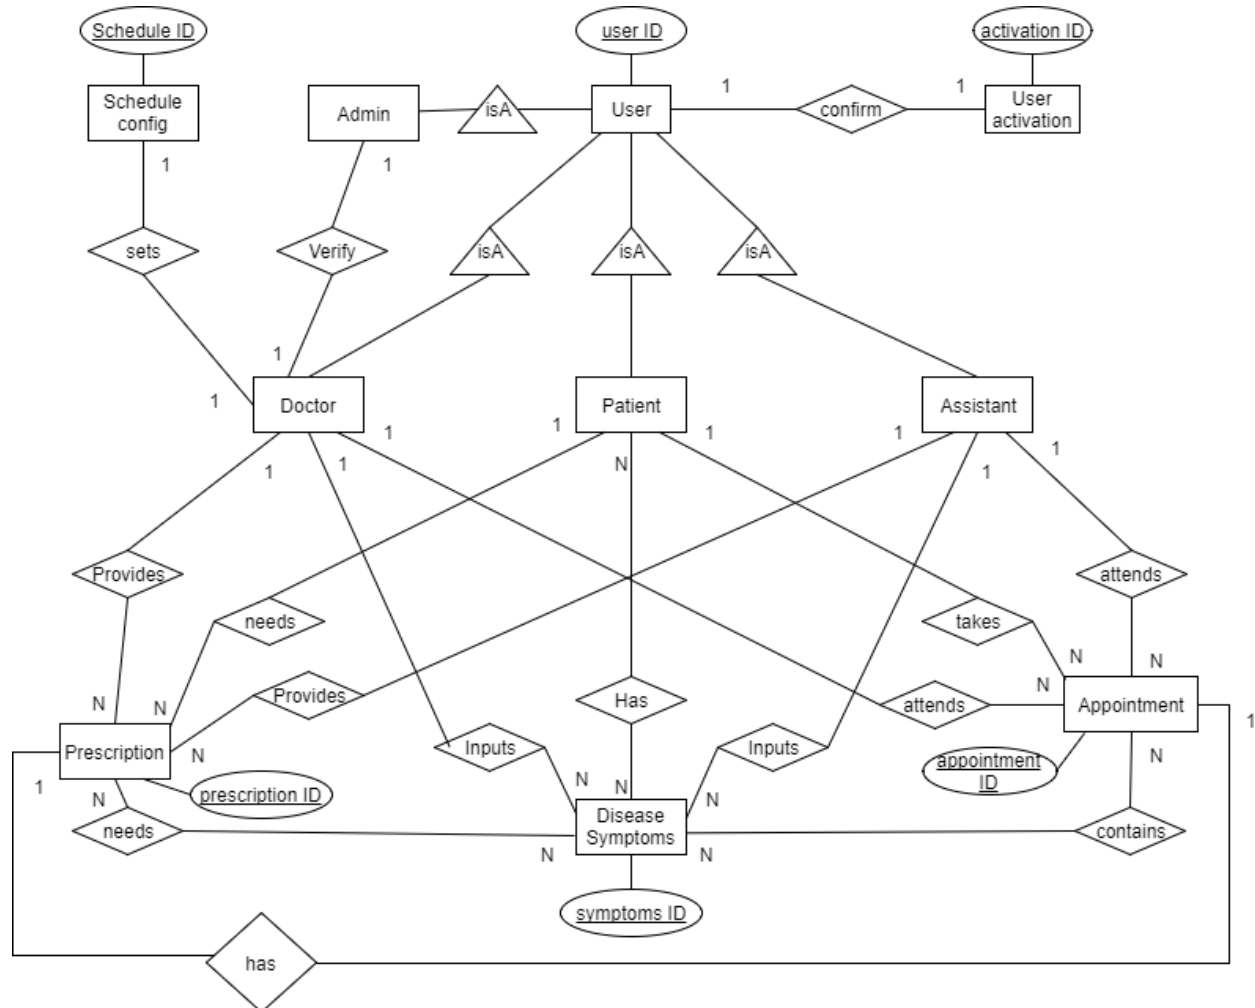 Schedule ID
user ID
activation ID
Schedule
config
Admin
isA
User
1
confirm
1
User
activation
1
1
sets
Verify
isA
isA
isA
1
1
Doctor
Patient
Assistant
1
1
1
N
1
1
1
1
1
Provides
attends
needs
takes
Provides
Has
attends
N
N
N
N
N
Appointment
1
Prescription
N
Inputs
Inputs
N
appointment
ID
1
N
prescription ID
N
N
N
Disease
Symptoms
needs
contains
N
N
symptoms ID
has